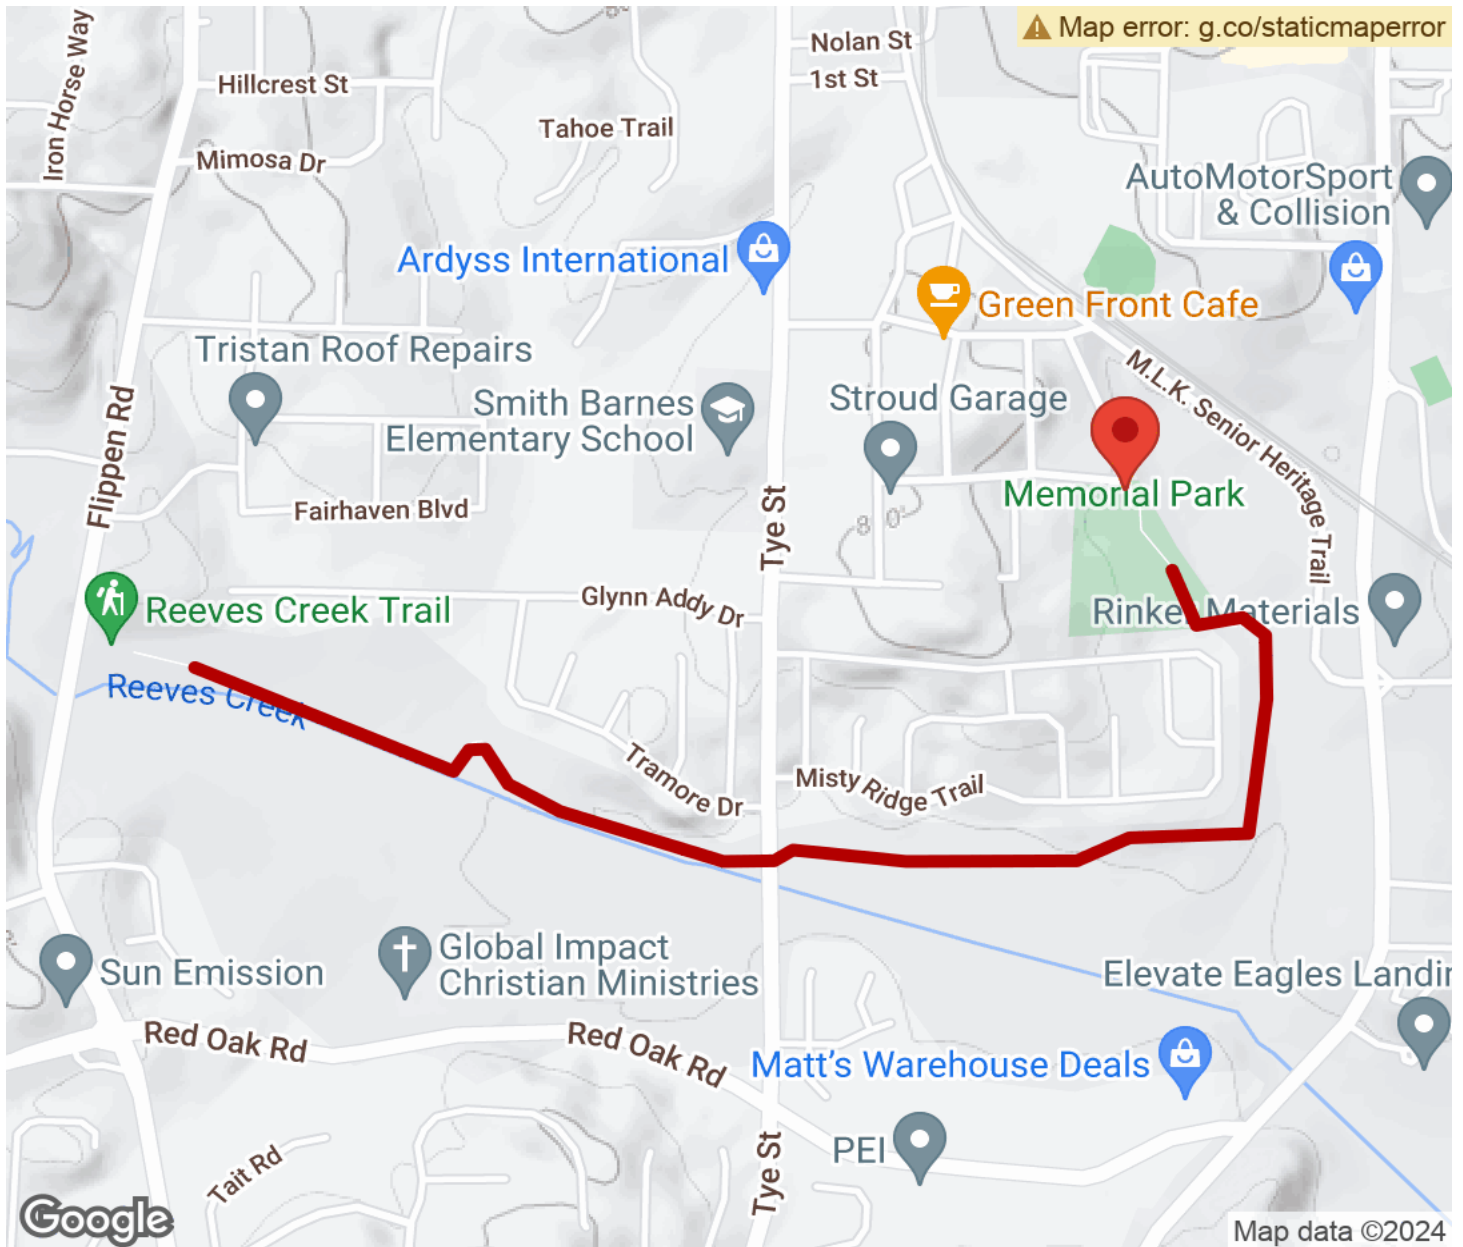 Map error: g.co/staticmaperror
Iron Horse Way
Nolan St
Hillcrest St
1st St
Tahoe Trail
Mimosa Dr
AutoMotorSport
& Collision
Ardyss International
Green Front Cafe
Tristan Roof Repairs
M.L.K. Senior Heritage Trail
Smith Barnes
Elementary School
Stroud Garage
Flippen Rd
Memorial Park
Fairhaven Blvd
Tye St
Glynn Addy Dr
Reeves Creek Trail
Rinker Materials
Reeves Creek
Tramore Dr
Misty Ridge Trail
Global Impact
Christian Ministries
Sun Emission
Elevate Eagles Landin
Red Oak Rd
Red Oak Rd
Matt's Warehouse Deals
PEI
Tait Rd
Tye St
Google
Map data ©2024